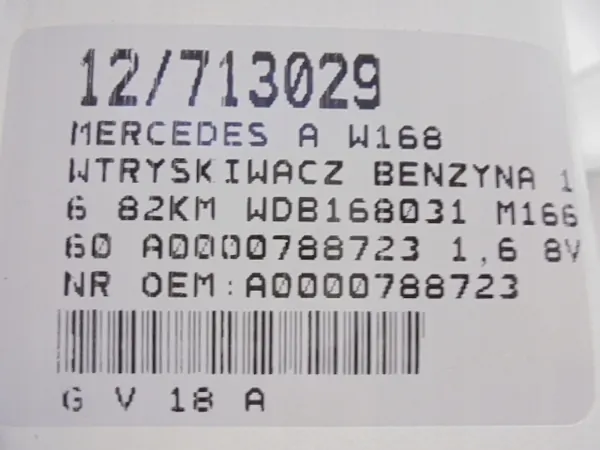 12/713029
MERCEDES A W168
WTRYSKIWACZ BENZYNA 1
6 82KM WDB168031 M166
60 A0000788723 1,6 8V
NR OEM:A0000788723
G V 18 A